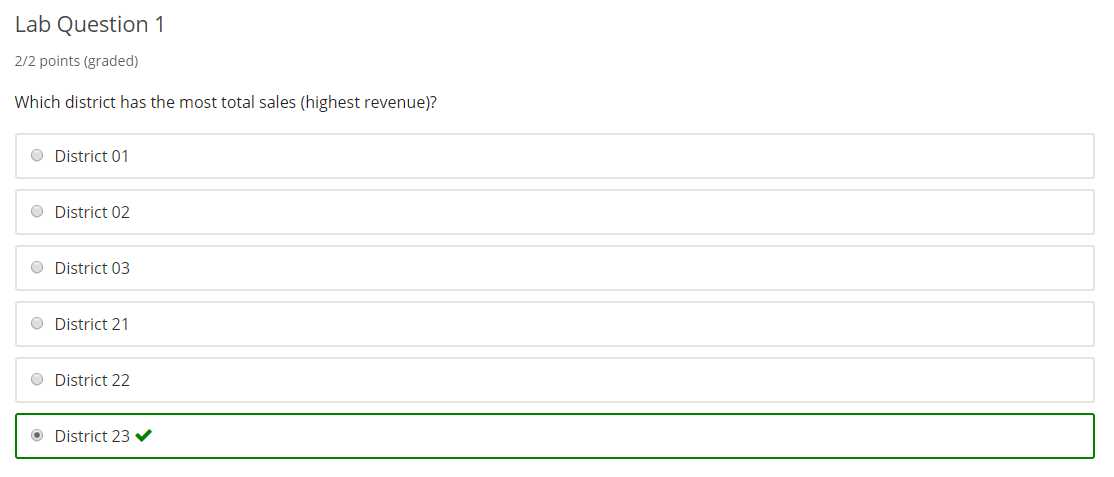 Lab Question 1
2/2 points (graded)
Which district has the most total sales (highest revenue)?
District 01
District 02
District 03
District 21
District 22
District 23